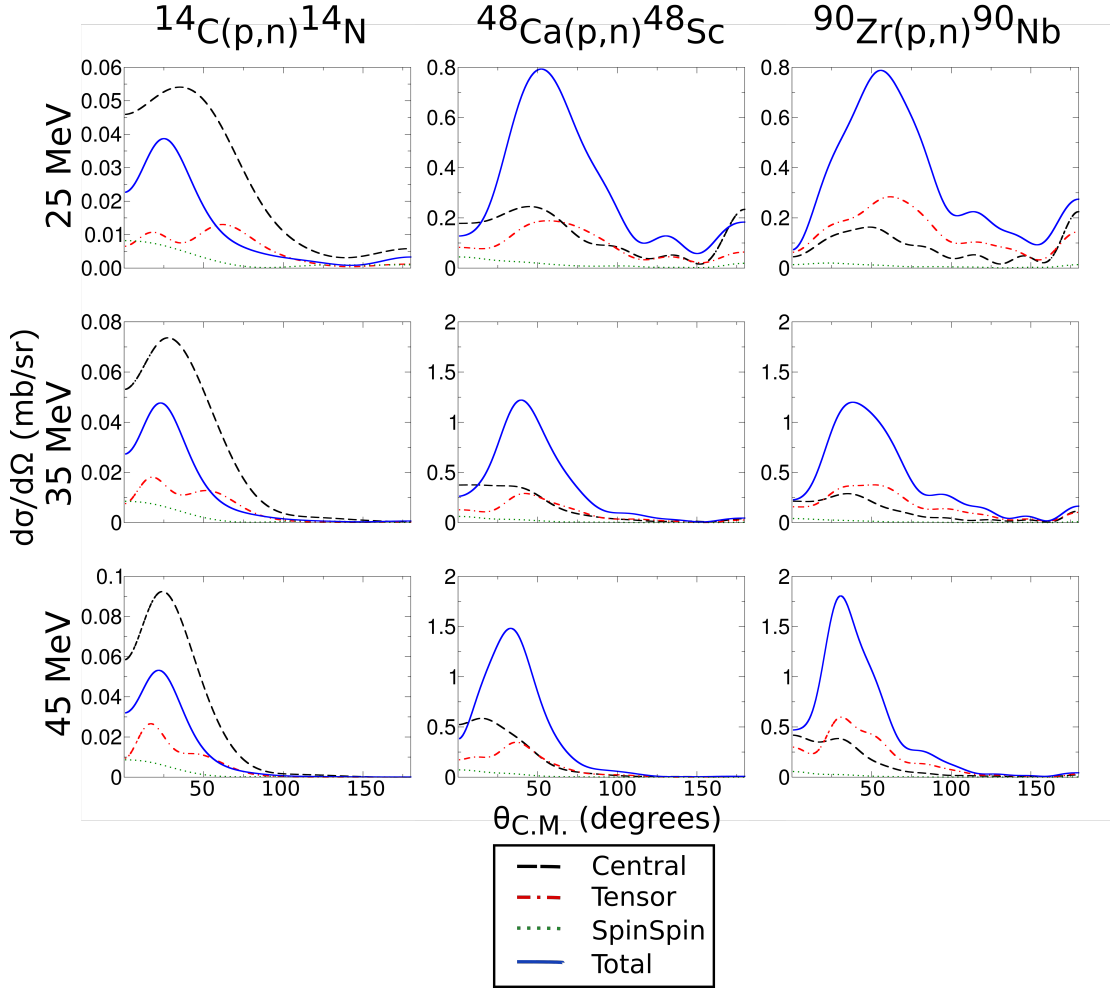 ¹⁴C(p,n)¹⁴N ⁴⁸Ca(p,n)⁴⁸Sc ⁹⁰Zr(p,n)⁹⁰Nb
25 MeV
0.06 0.8 0.8
0.05
0.04 0.6 0.6
0.03 0.4 0.4
0.02
0.01 0.2 0.2
0.00 0 0
dσ/dΩ (mb/sr)
35 MeV
0.08 2 2
0.06 1.5 1.5
0.04 1 1
0.02 0.5 0.5
0 0 0
45 MeV
0.1 2 2
0.08 1.5 1.5
0.06
0.04 1 1
0.02 0.5 0.5
0 0 0
50 100 150 50 100 150 50 100 150
θC.M. (degrees)
Central
Tensor
SpinSpin
Total